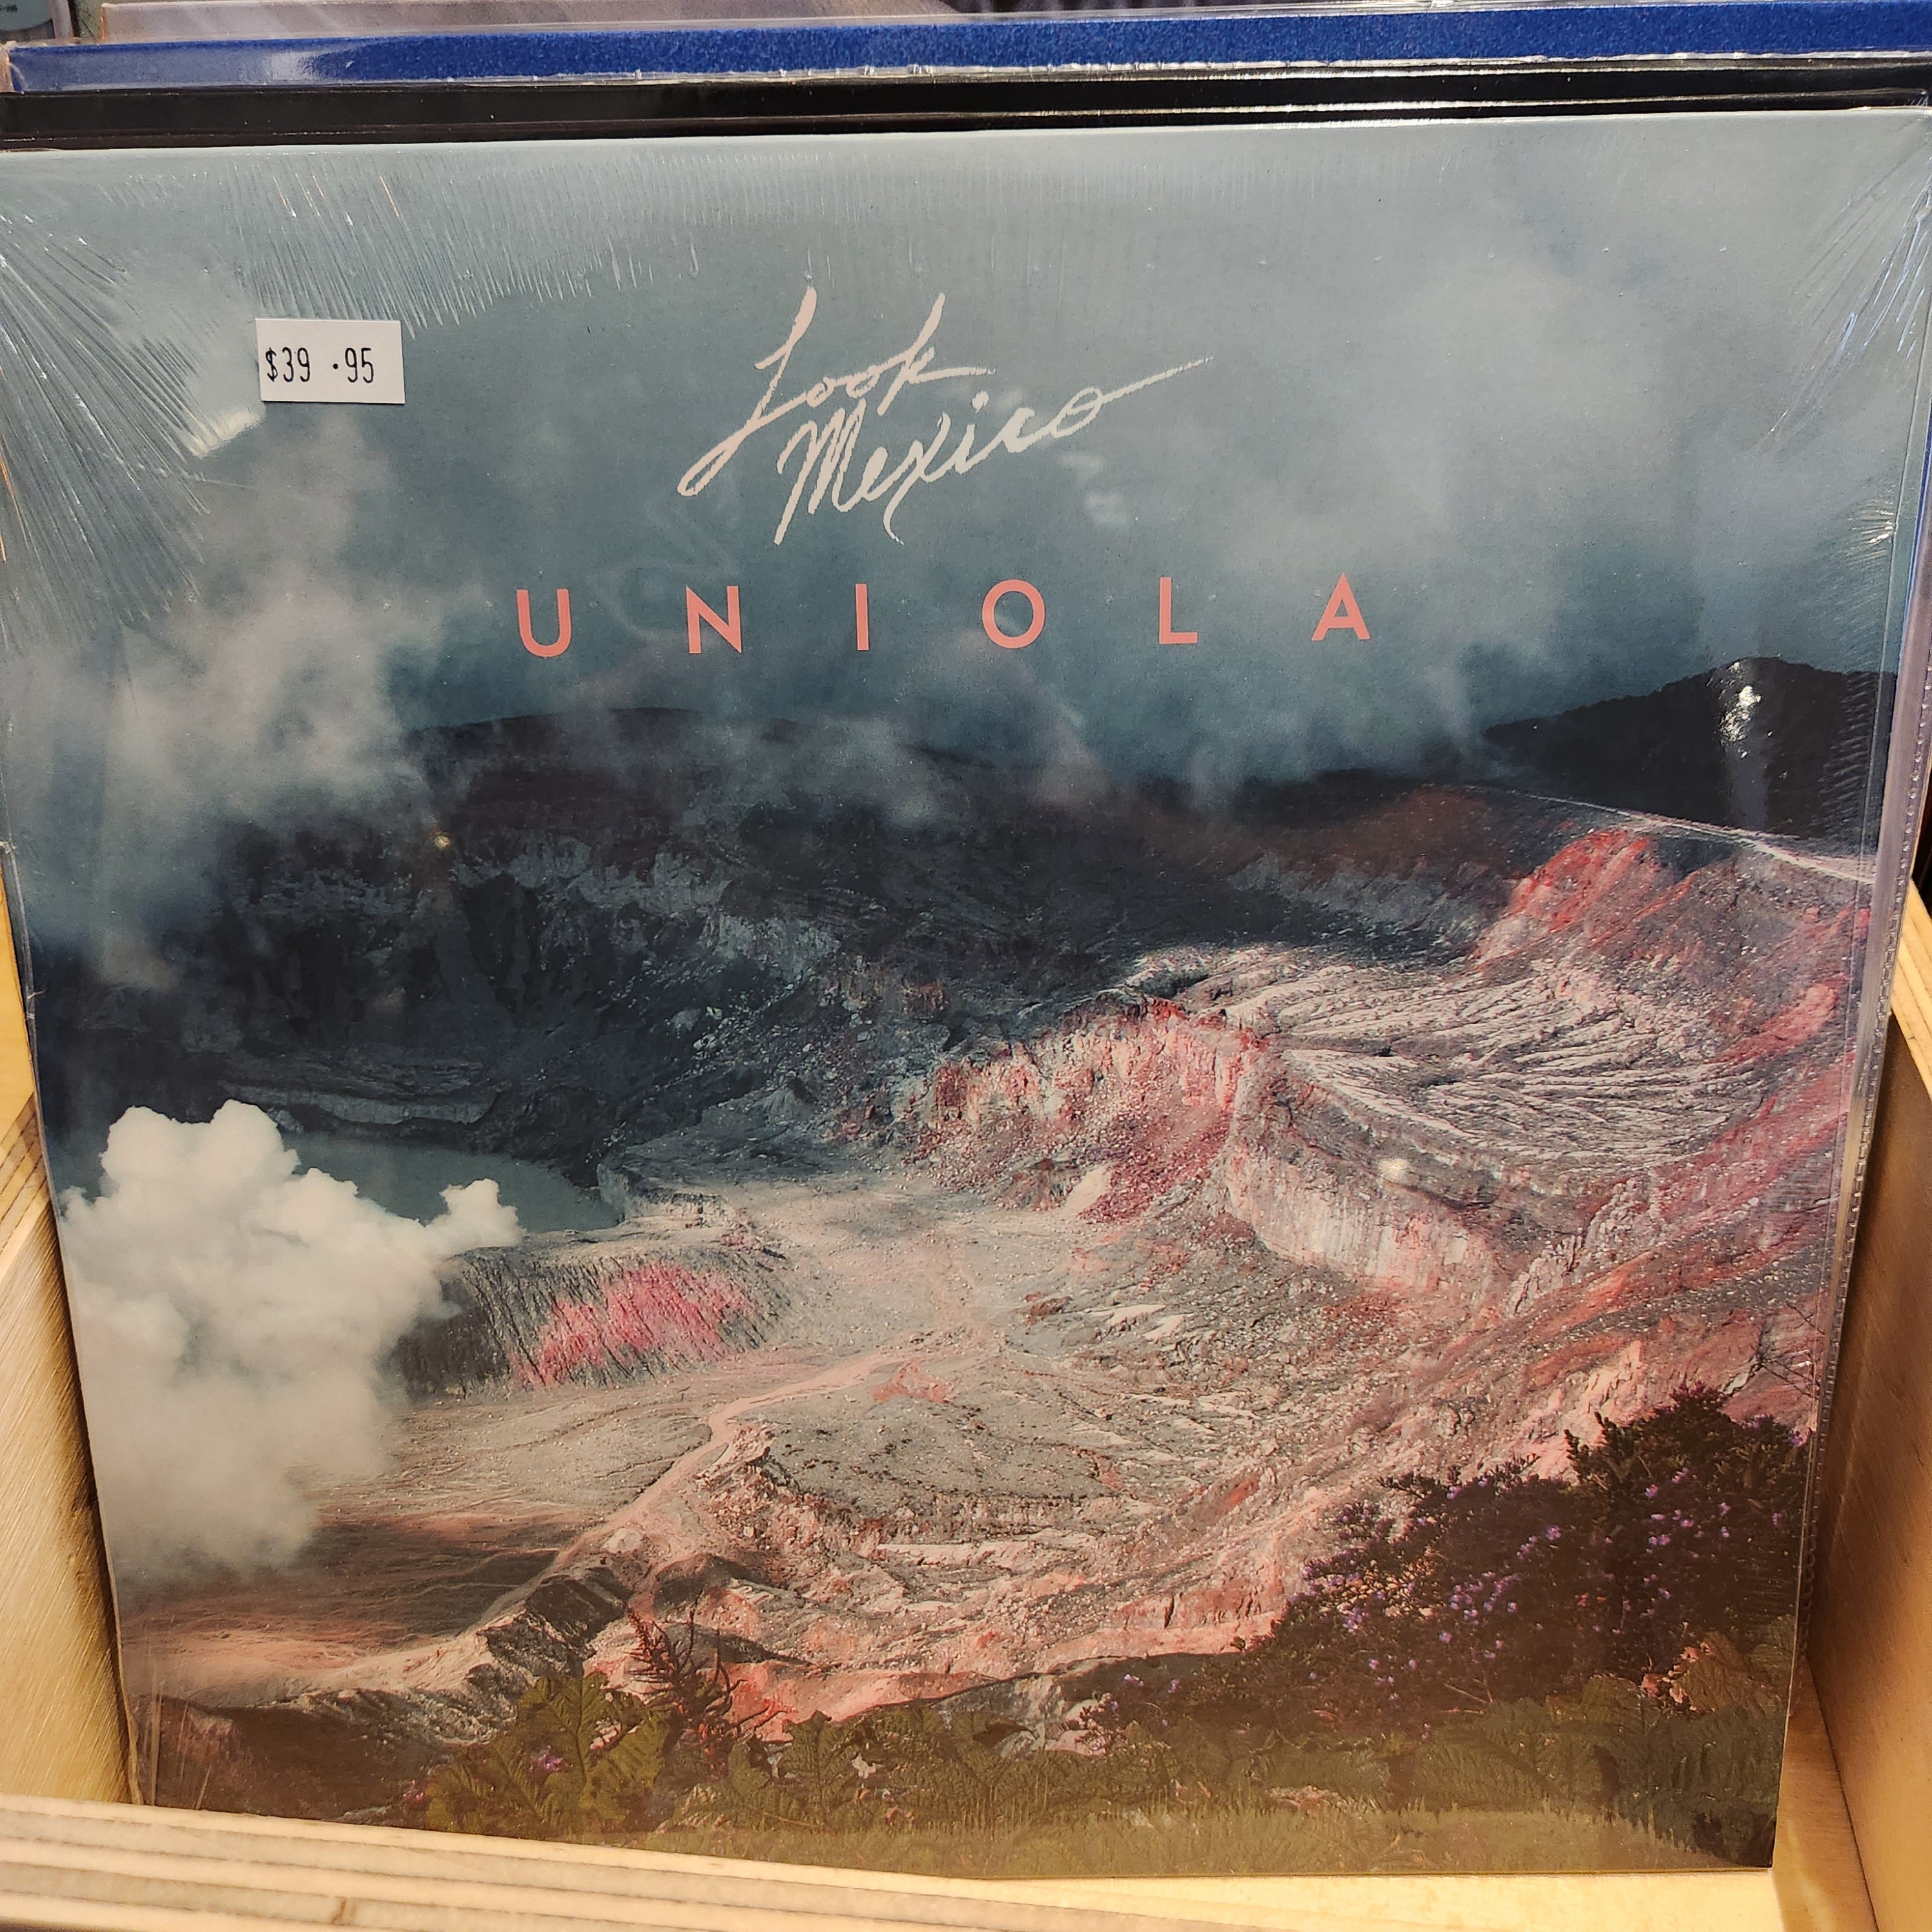 $39 .95
Look
Mexico
UNIOLA